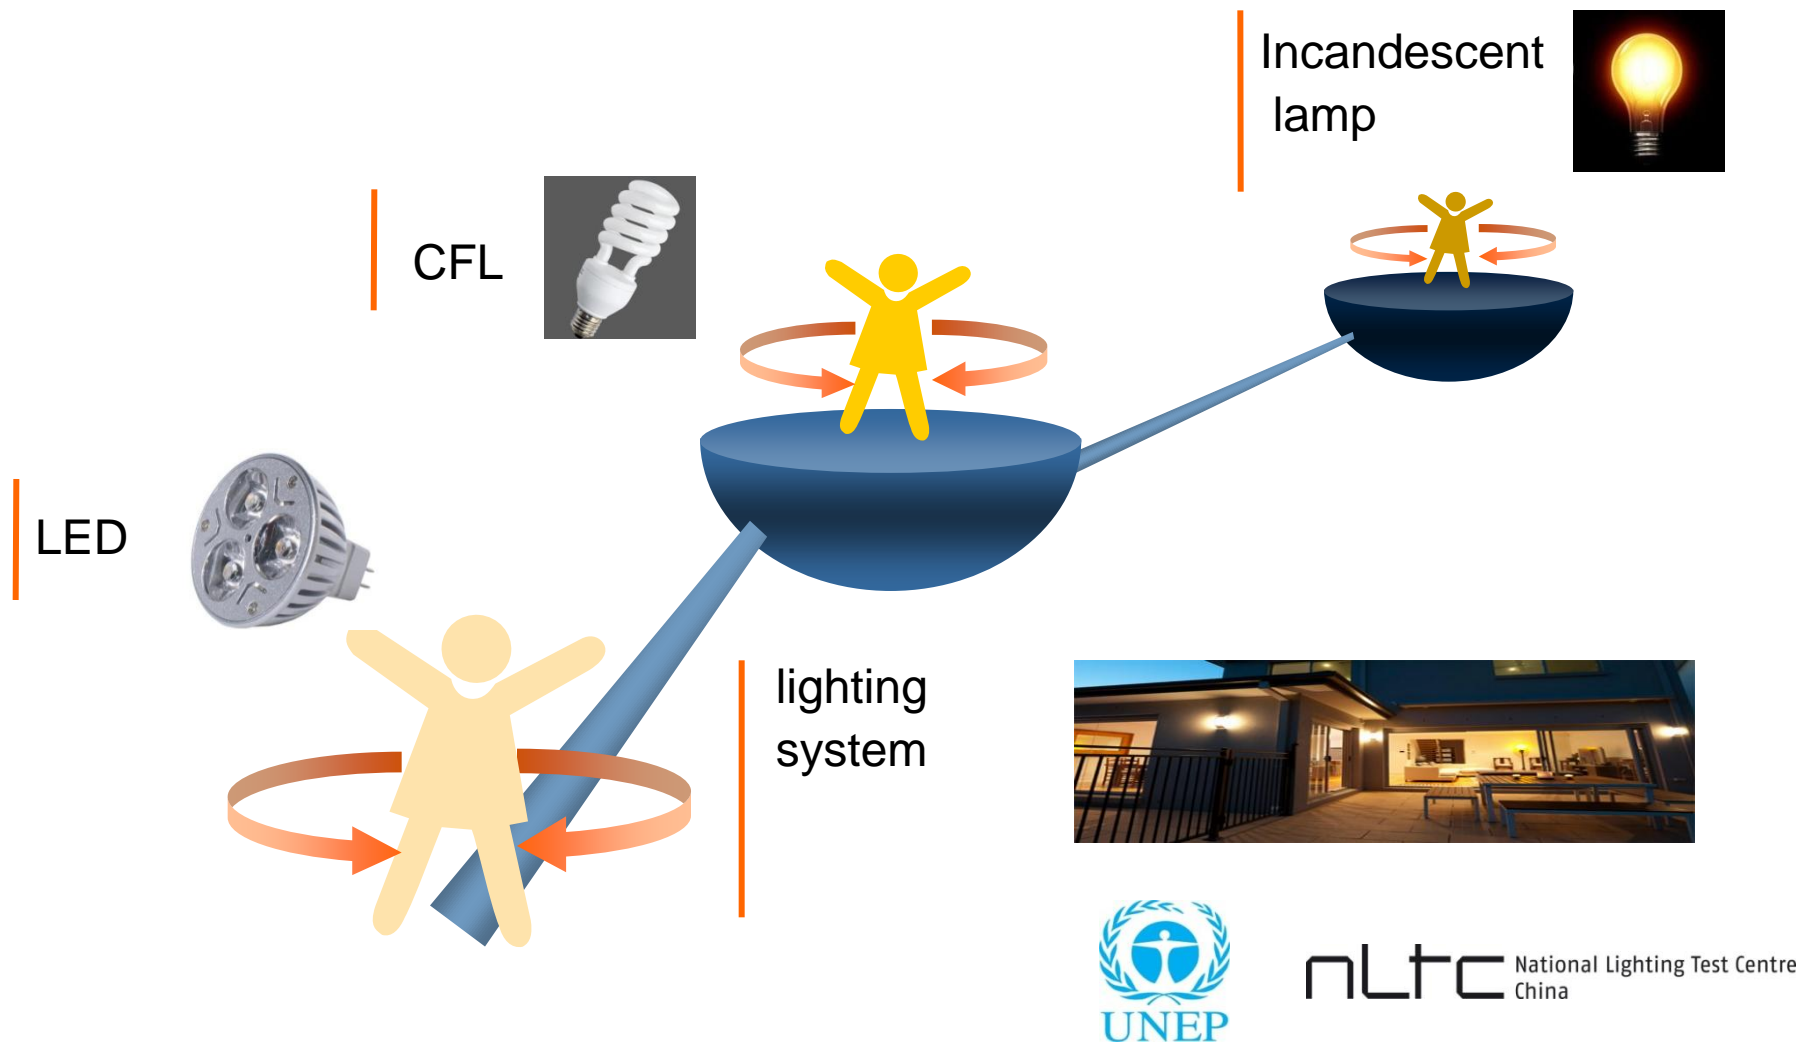 Incandescent
lamp
CFL
LED
lighting
system
UNEP
nltc National Lighting Test Centre
China